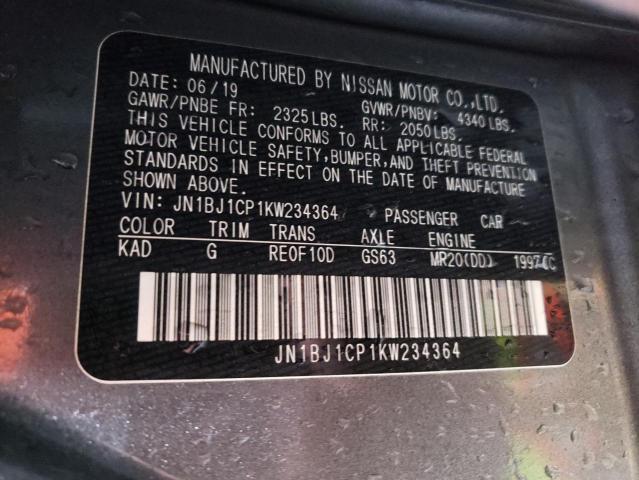 MANUFACTURED BY NISSAN MOTOR CO.,LTD.
DATE: 06/19 GVWR/PNBV: 4340LBS.
GAWR/PNBE FR: 2325LBS. RR: 2050LBS.
THIS VEHICLE CONFORMS TO ALL APPLICABLE FEDERAL
MOTOR VEHICLE SAFETY,BUMPER,AND THEFT PREVENTION
STANDARDS IN EFFECT ON THE DATE OF MANUFACTURE
SHOWN ABOVE.
VIN: JN1BJ1CP1KW234364 PASSENGER CAR
COLOR TRIM TRANS AXLE ENGINE
KAD G RE0F10D GS63 MR20(DD) 1997CC
JN1BJ1CP1KW234364